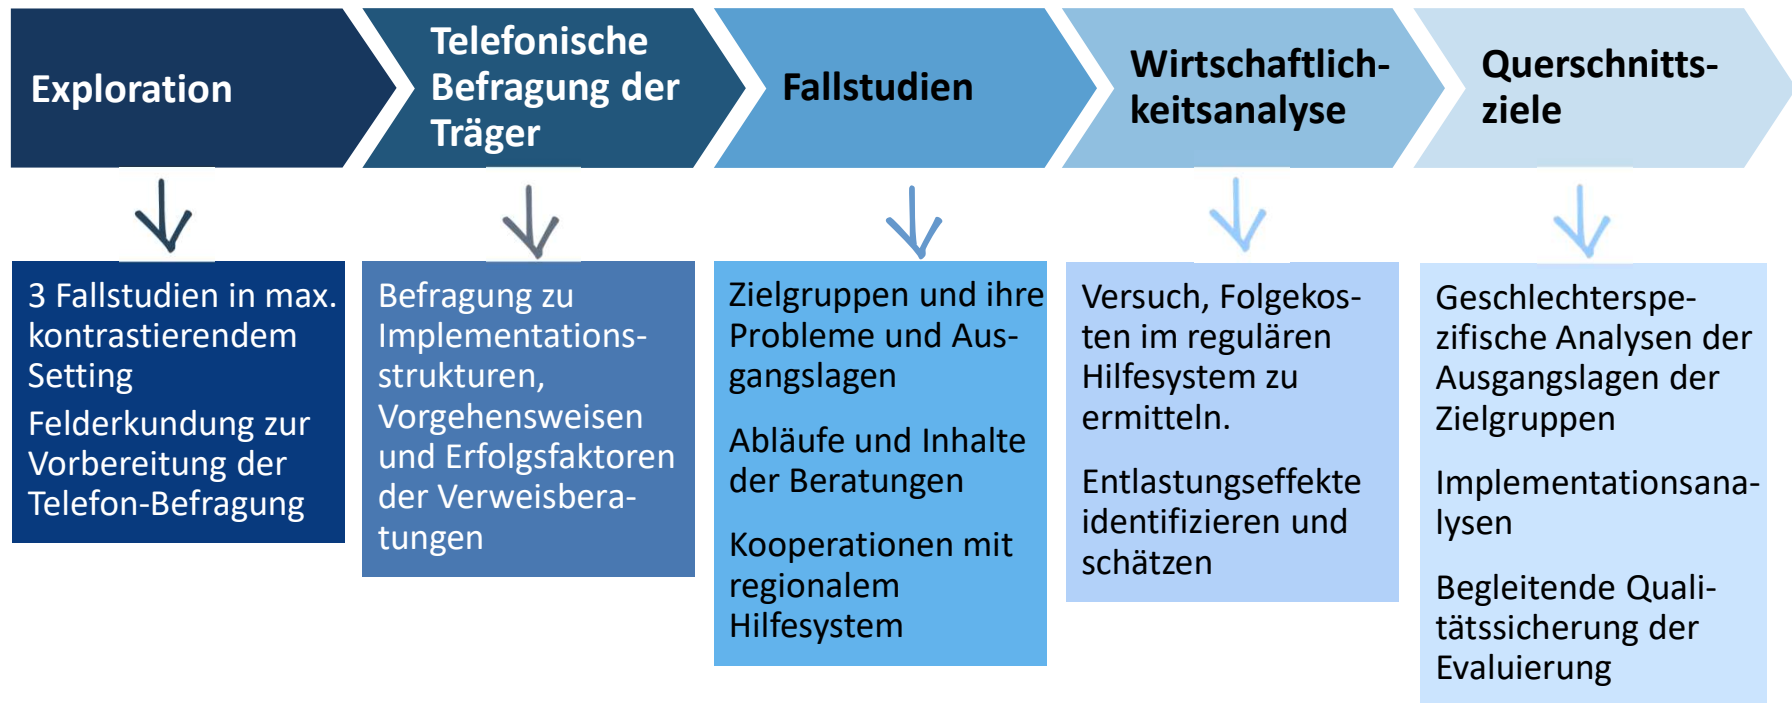 Exploration
Telefonische
Befragung der
Träger
Fallstudien
Wirtschaftlich-
keitsanalyse
Querschnitts-
ziele
3 Fallstudien in max.
kontrastierendem
Setting
Felderkundung zur
Vorbereitung der
Telefon-Befragung
Befragung zu
Implementations-
strukturen,
Vorgehensweisen
und Erfolgsfaktoren
der Verweisbera-
tungen
Zielgruppen und ihre
Probleme und Aus-
gangslagen
Abläufe und Inhalte
der Beratungen
Kooperationen mit
regionalem
Hilfesystem
Versuch, Folgekos-
ten im regulären
Hilfesystem zu
ermitteln.
Entlastungseffekte
identifizieren und
schätzen
Geschlechterspe-
zifische Analysen der
Ausgangslagen der
Zielgruppen
Implementationsana-
lysen
Begleitende Quali-
tätssicherung der
Evaluierung